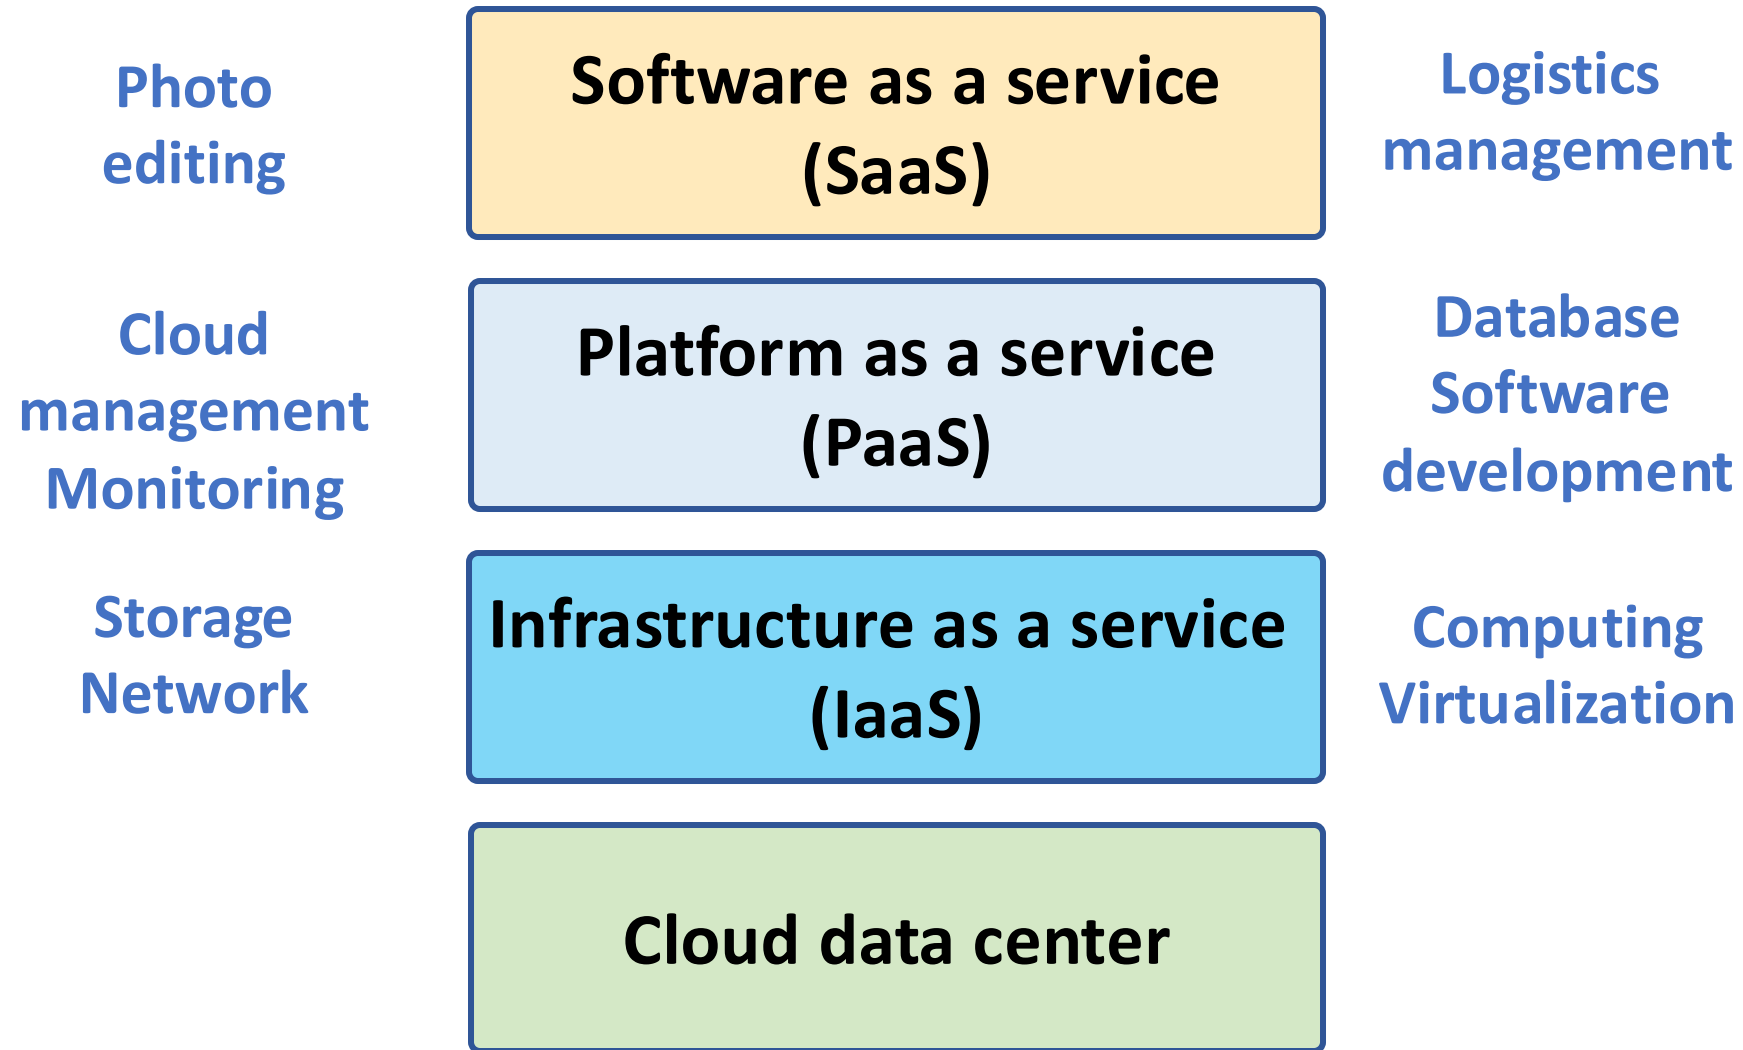 Photo
editing
Software as a service
(SaaS)
Logistics
management
Cloud
management
Monitoring
Platform as a service
(PaaS)
Database
Software
development
Storage
Network
Infrastructure as a service
(IaaS)
Computing
Virtualization
Cloud data center